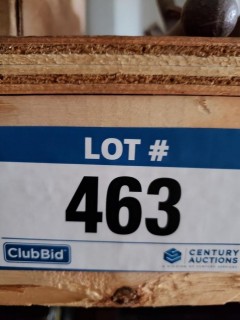 LOT #
463
ClubBid
CENTURY
AUCTIONS